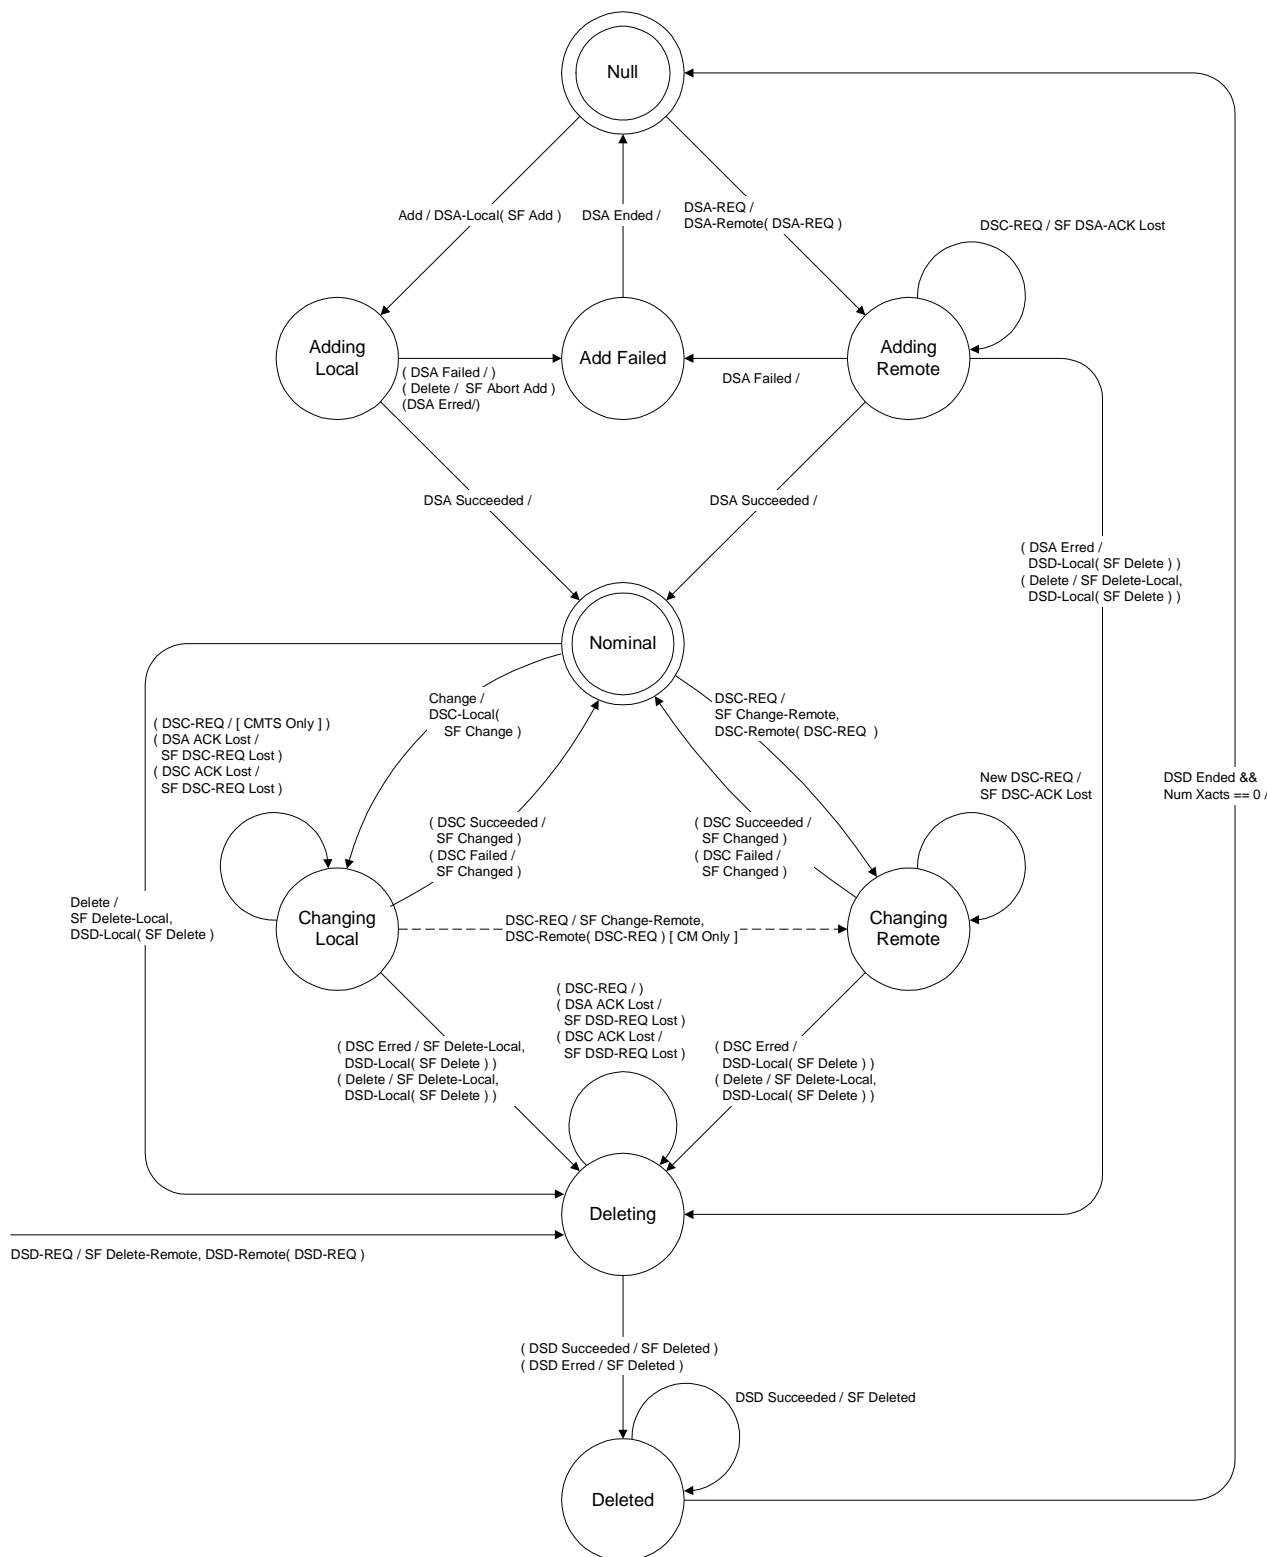 Null
Add / DSA-Local( SF Add )
DSA Ended /
DSA-REQ /
DSA-Remote( DSA-REQ )
DSC-REQ / SF DSA-ACK Lost
Adding
Local
Add Failed
Adding
Remote
( DSA Failed / )
( Delete /  SF Abort Add )
(DSA Erred/)
DSA Failed /
DSA Succeeded /
DSA Succeeded /
( DSA Erred /
DSD-Local( SF Delete ) )
( Delete / SF Delete-Local,
DSD-Local( SF Delete ) )
Nominal
Change /
DSC-Local(
SF Change )
DSC-REQ /
SF Change-Remote,
DSC-Remote( DSC-REQ  )
( DSC-REQ / [ CMTS Only ] )
( DSA ACK Lost /
SF DSC-REQ Lost )
( DSC ACK Lost /
SF DSC-REQ Lost )
New DSC-REQ /
SF DSC-ACK Lost
DSD Ended &&
Num Xacts == 0 /
( DSC Succeeded /
SF Changed )
( DSC Failed /
SF Changed )
( DSC Succeeded /
SF Changed )
( DSC Failed /
SF Changed )
Delete /
SF Delete-Local,
DSD-Local( SF Delete )
Changing
Local
DSC-REQ / SF Change-Remote,
DSC-Remote( DSC-REQ ) [ CM Only ]
Changing
Remote
( DSC-REQ / )
( DSA ACK Lost /
SF DSD-REQ Lost )
( DSC ACK Lost /
SF DSD-REQ Lost )
( DSC Erred / SF Delete-Local,
DSD-Local( SF Delete ) )
( Delete / SF Delete-Local,
DSD-Local( SF Delete ) )
( DSC Erred /
DSD-Local( SF Delete ) )
( Delete / SF Delete-Local,
DSD-Local( SF Delete ) )
Deleting
DSD-REQ / SF Delete-Remote, DSD-Remote( DSD-REQ )
( DSD Succeeded / SF Deleted )
( DSD Erred / SF Deleted )
DSD Succeeded / SF Deleted
Deleted